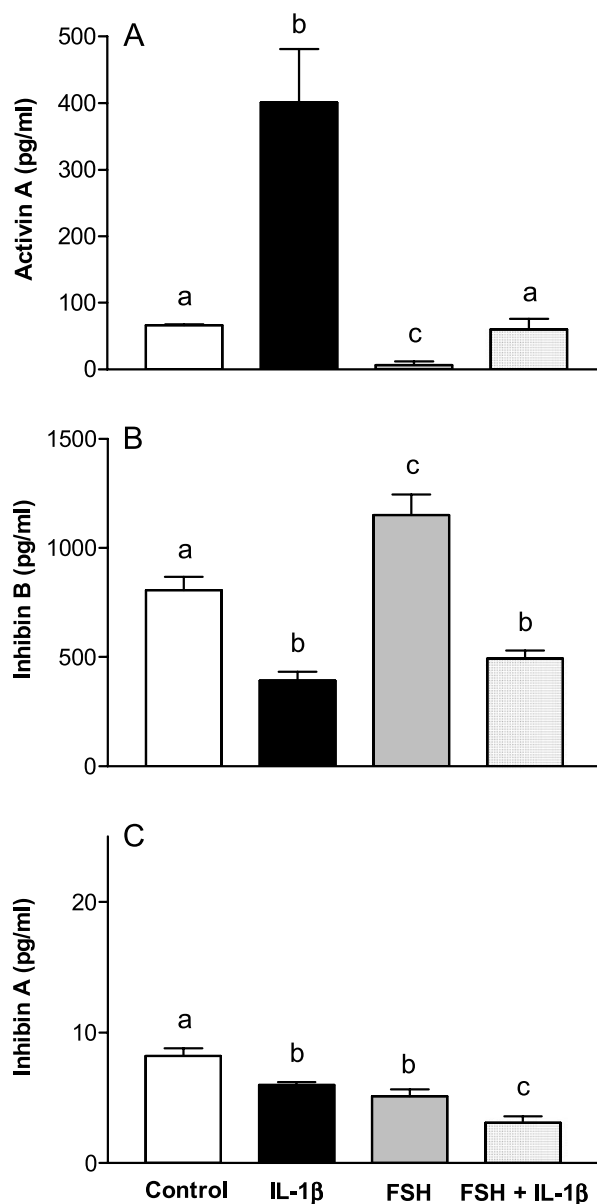 A
Activin A (pg/ml)
500
400
300
200
100
0
a
b
c
a
B
Inhibin B (pg/ml)
1500
1000
500
0
a
b
c
b
C
Inhibin A (pg/ml)
20
10
0
a
b
b
c
Control IL-1β FSH FSH + IL-1β